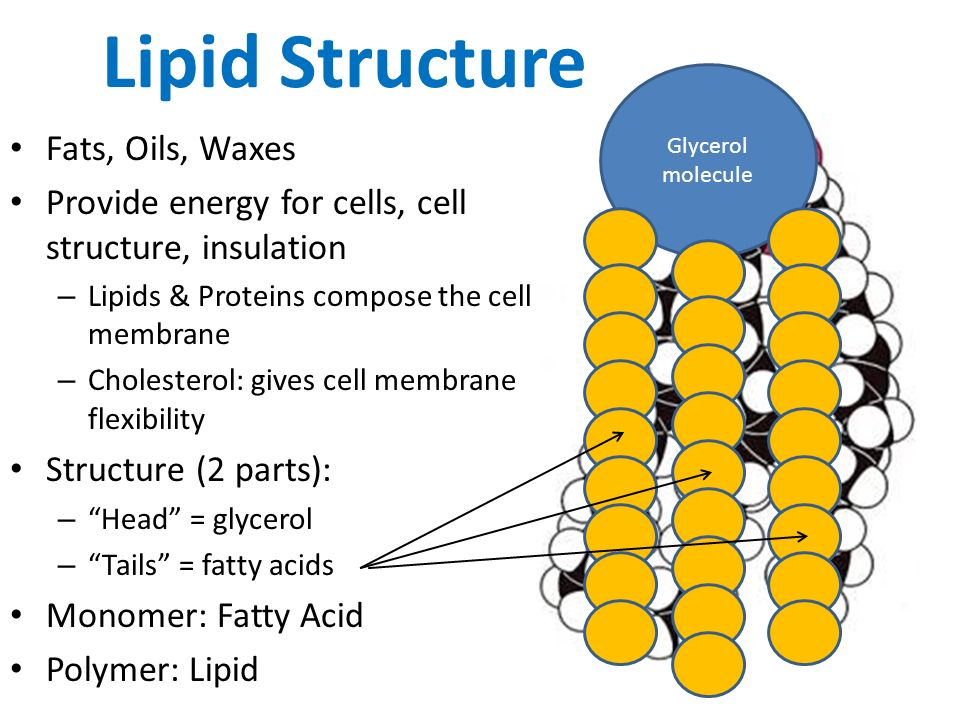 Lipid Structure
Glycerol
molecule
• Fats, Oils, Waxes
• Provide energy for cells, cell
structure, insulation
– Lipids & Proteins compose the cell
membrane
– Cholesterol: gives cell membrane
flexibility
• Structure (2 parts):
– “Head” = glycerol
– “Tails” = fatty acids
• Monomer: Fatty Acid
• Polymer: Lipid